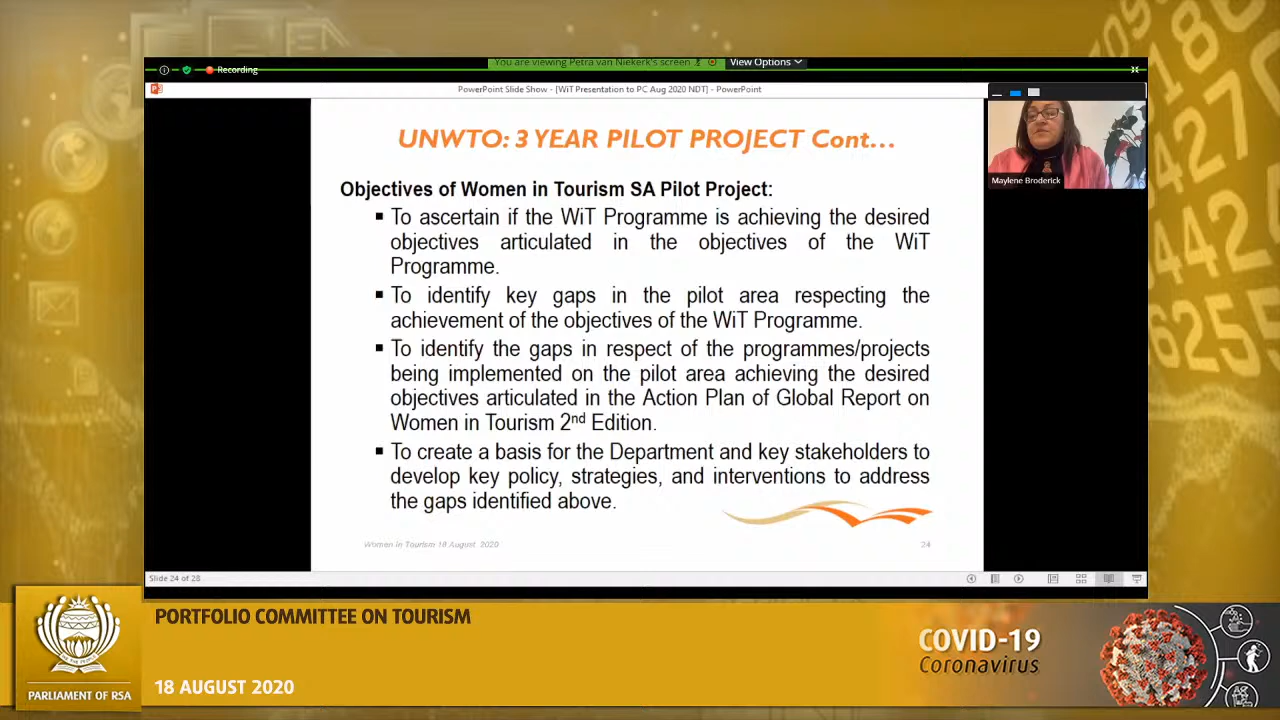 You are viewing Petra van Niekerk's screen
View Options
Recording
PowerPoint Slide Show - [WiT Presentation to PC Aug 2020 NDT] - PowerPoint
UNWTO: 3 YEAR PILOT PROJECT Cont...
Maylene Broderick
Objectives of Women in Tourism SA Pilot Project:
To ascertain if the WiT Programme is achieving the desired
objectives articulated in the objectives of the WiT
Programme.
To identify key gaps in the pilot area respecting the
achievement of the objectives of the WiT Programme.
To identify the gaps in respect of the programmes/projects
being implemented on the pilot area achieving the desired
objectives articulated in the Action Plan of Global Report on
Women in Tourism 2nd Edition.
To create a basis for the Department and key stakeholders to
develop key policy, strategies, and interventions to address
the gaps identified above.
Women in Tourism 18 August 2020
24
Slide 24 of 28
PORTFOLIO COMMITTEE ON TOURISM
COVID-19
Coronavirus
PARLIAMENT OF RSA
18 AUGUST 2020